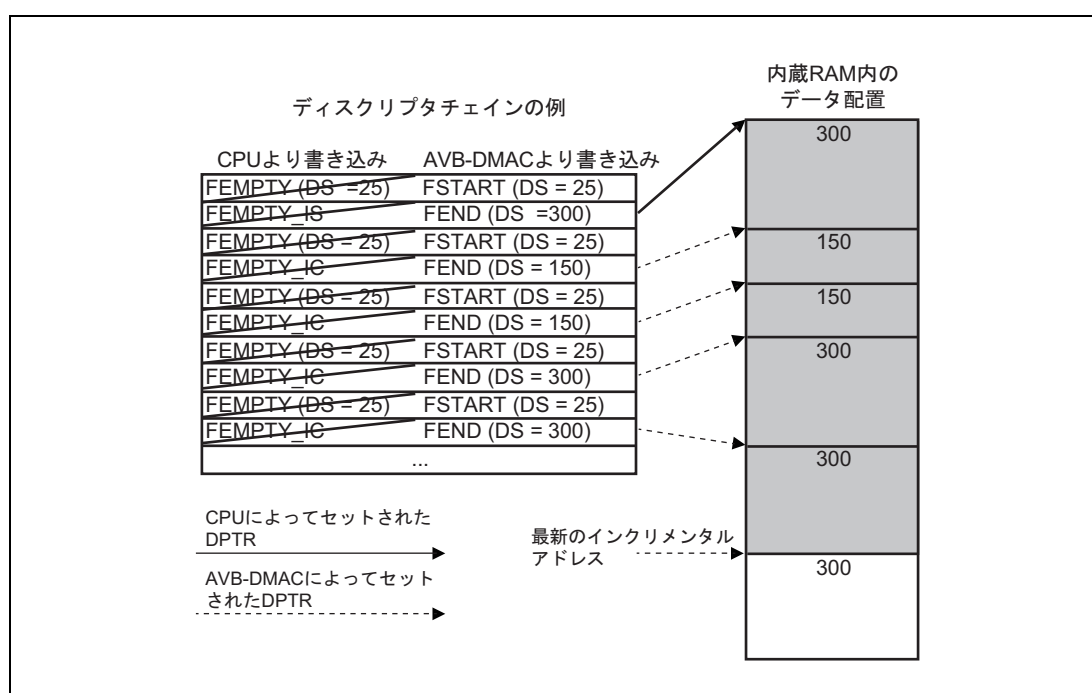 内蔵RAM内の
データ配置
ディスクリプタチェインの例
CPUより書き込み AVB-DMACより書き込み
FEMPTY (DS =25) FSTART (DS = 25)
FEMPTY_IS FEND (DS =300)
FEMPTY (DS = 25) FSTART (DS = 25)
FEMPTY_IC FEND (DS = 150)
FEMPTY (DS = 25) FSTART (DS = 25)
FEMPTY_IC FEND (DS = 150)
FEMPTY (DS = 25) FSTART (DS = 25)
FEMPTY_IC FEND (DS = 300)
FEMPTY (DS = 25) FSTART (DS = 25)
FEMPTY_IC FEND (DS = 300)
...
300
150
150
300
300
300
CPUによってセットされた
DPTR
AVB-DMACによってセット
されたDPTR
最新のインクリメンタル
アドレス